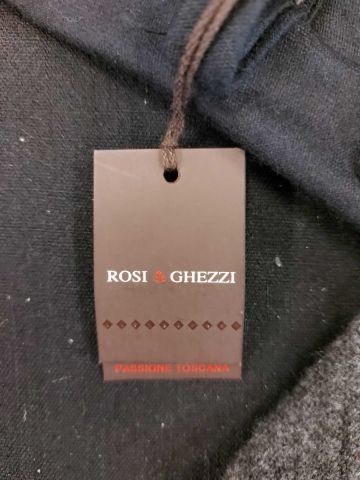 ROSI & GHEZZI
PASSIONE TOSCANA